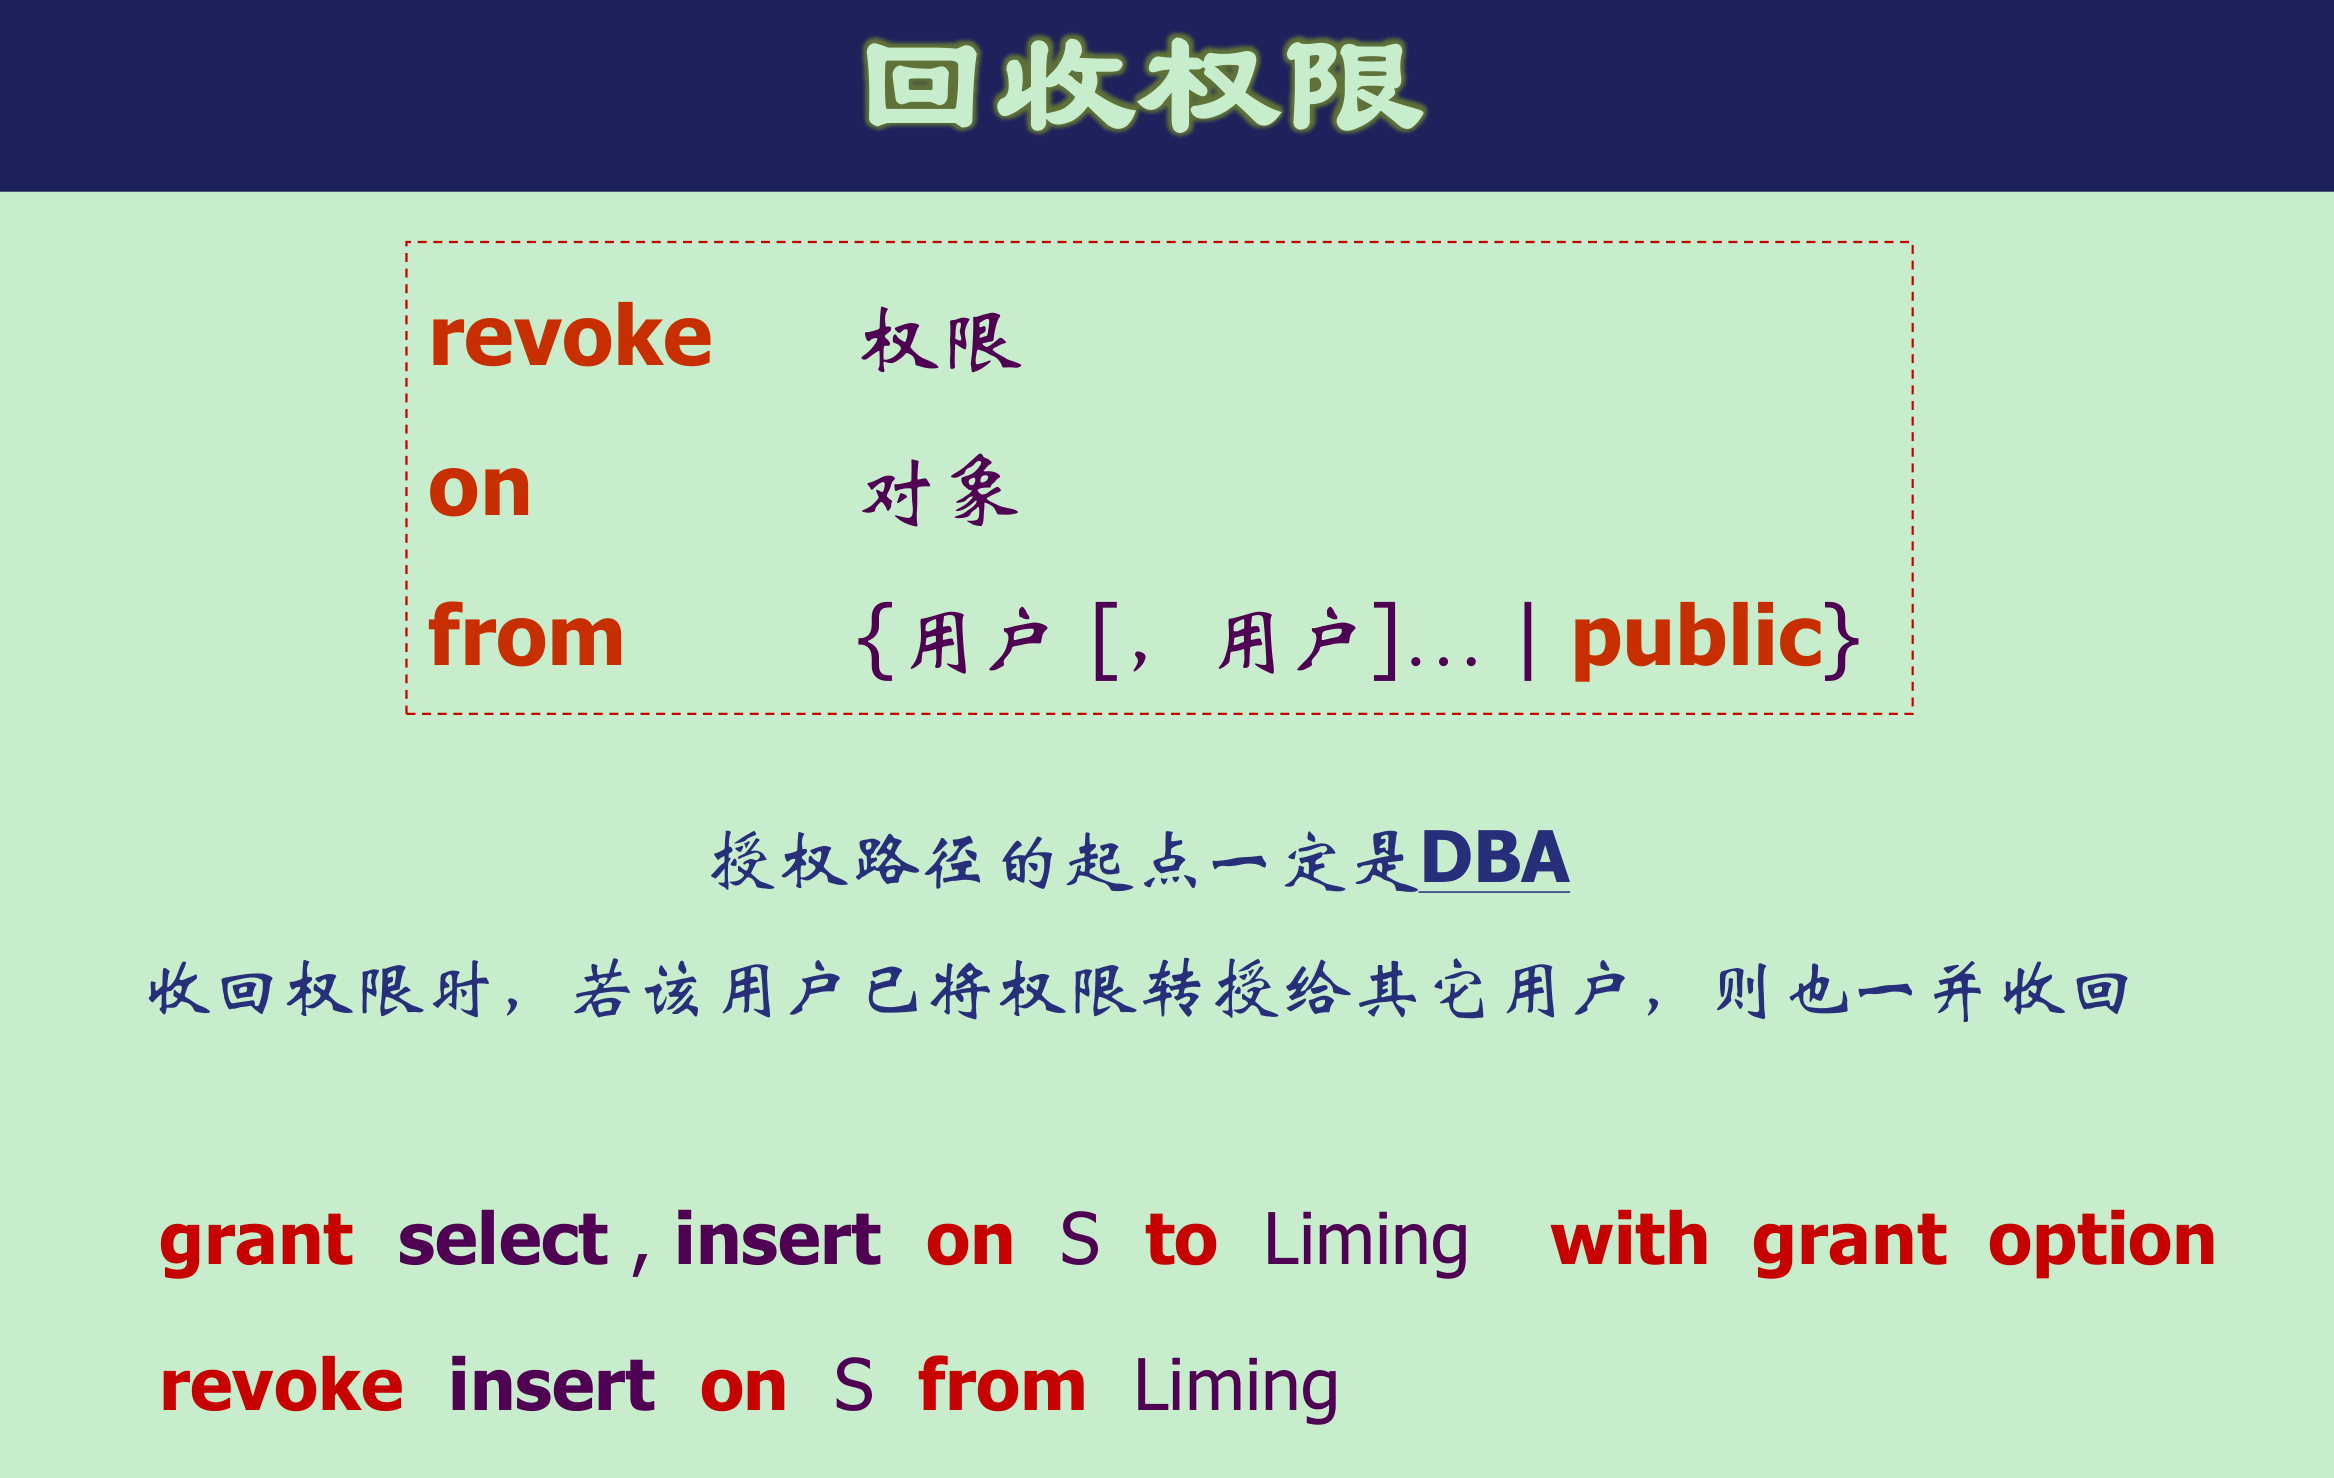 回收权限
revoke 权限
on 对象
from {用户 [， 用户]… | public}
授权路径的起点一定是DBA
收回权限时，若该用户已将权限转授给其它用户，则也一并收回
grant select , insert on S to Liming with grant option
revoke insert on S from Liming